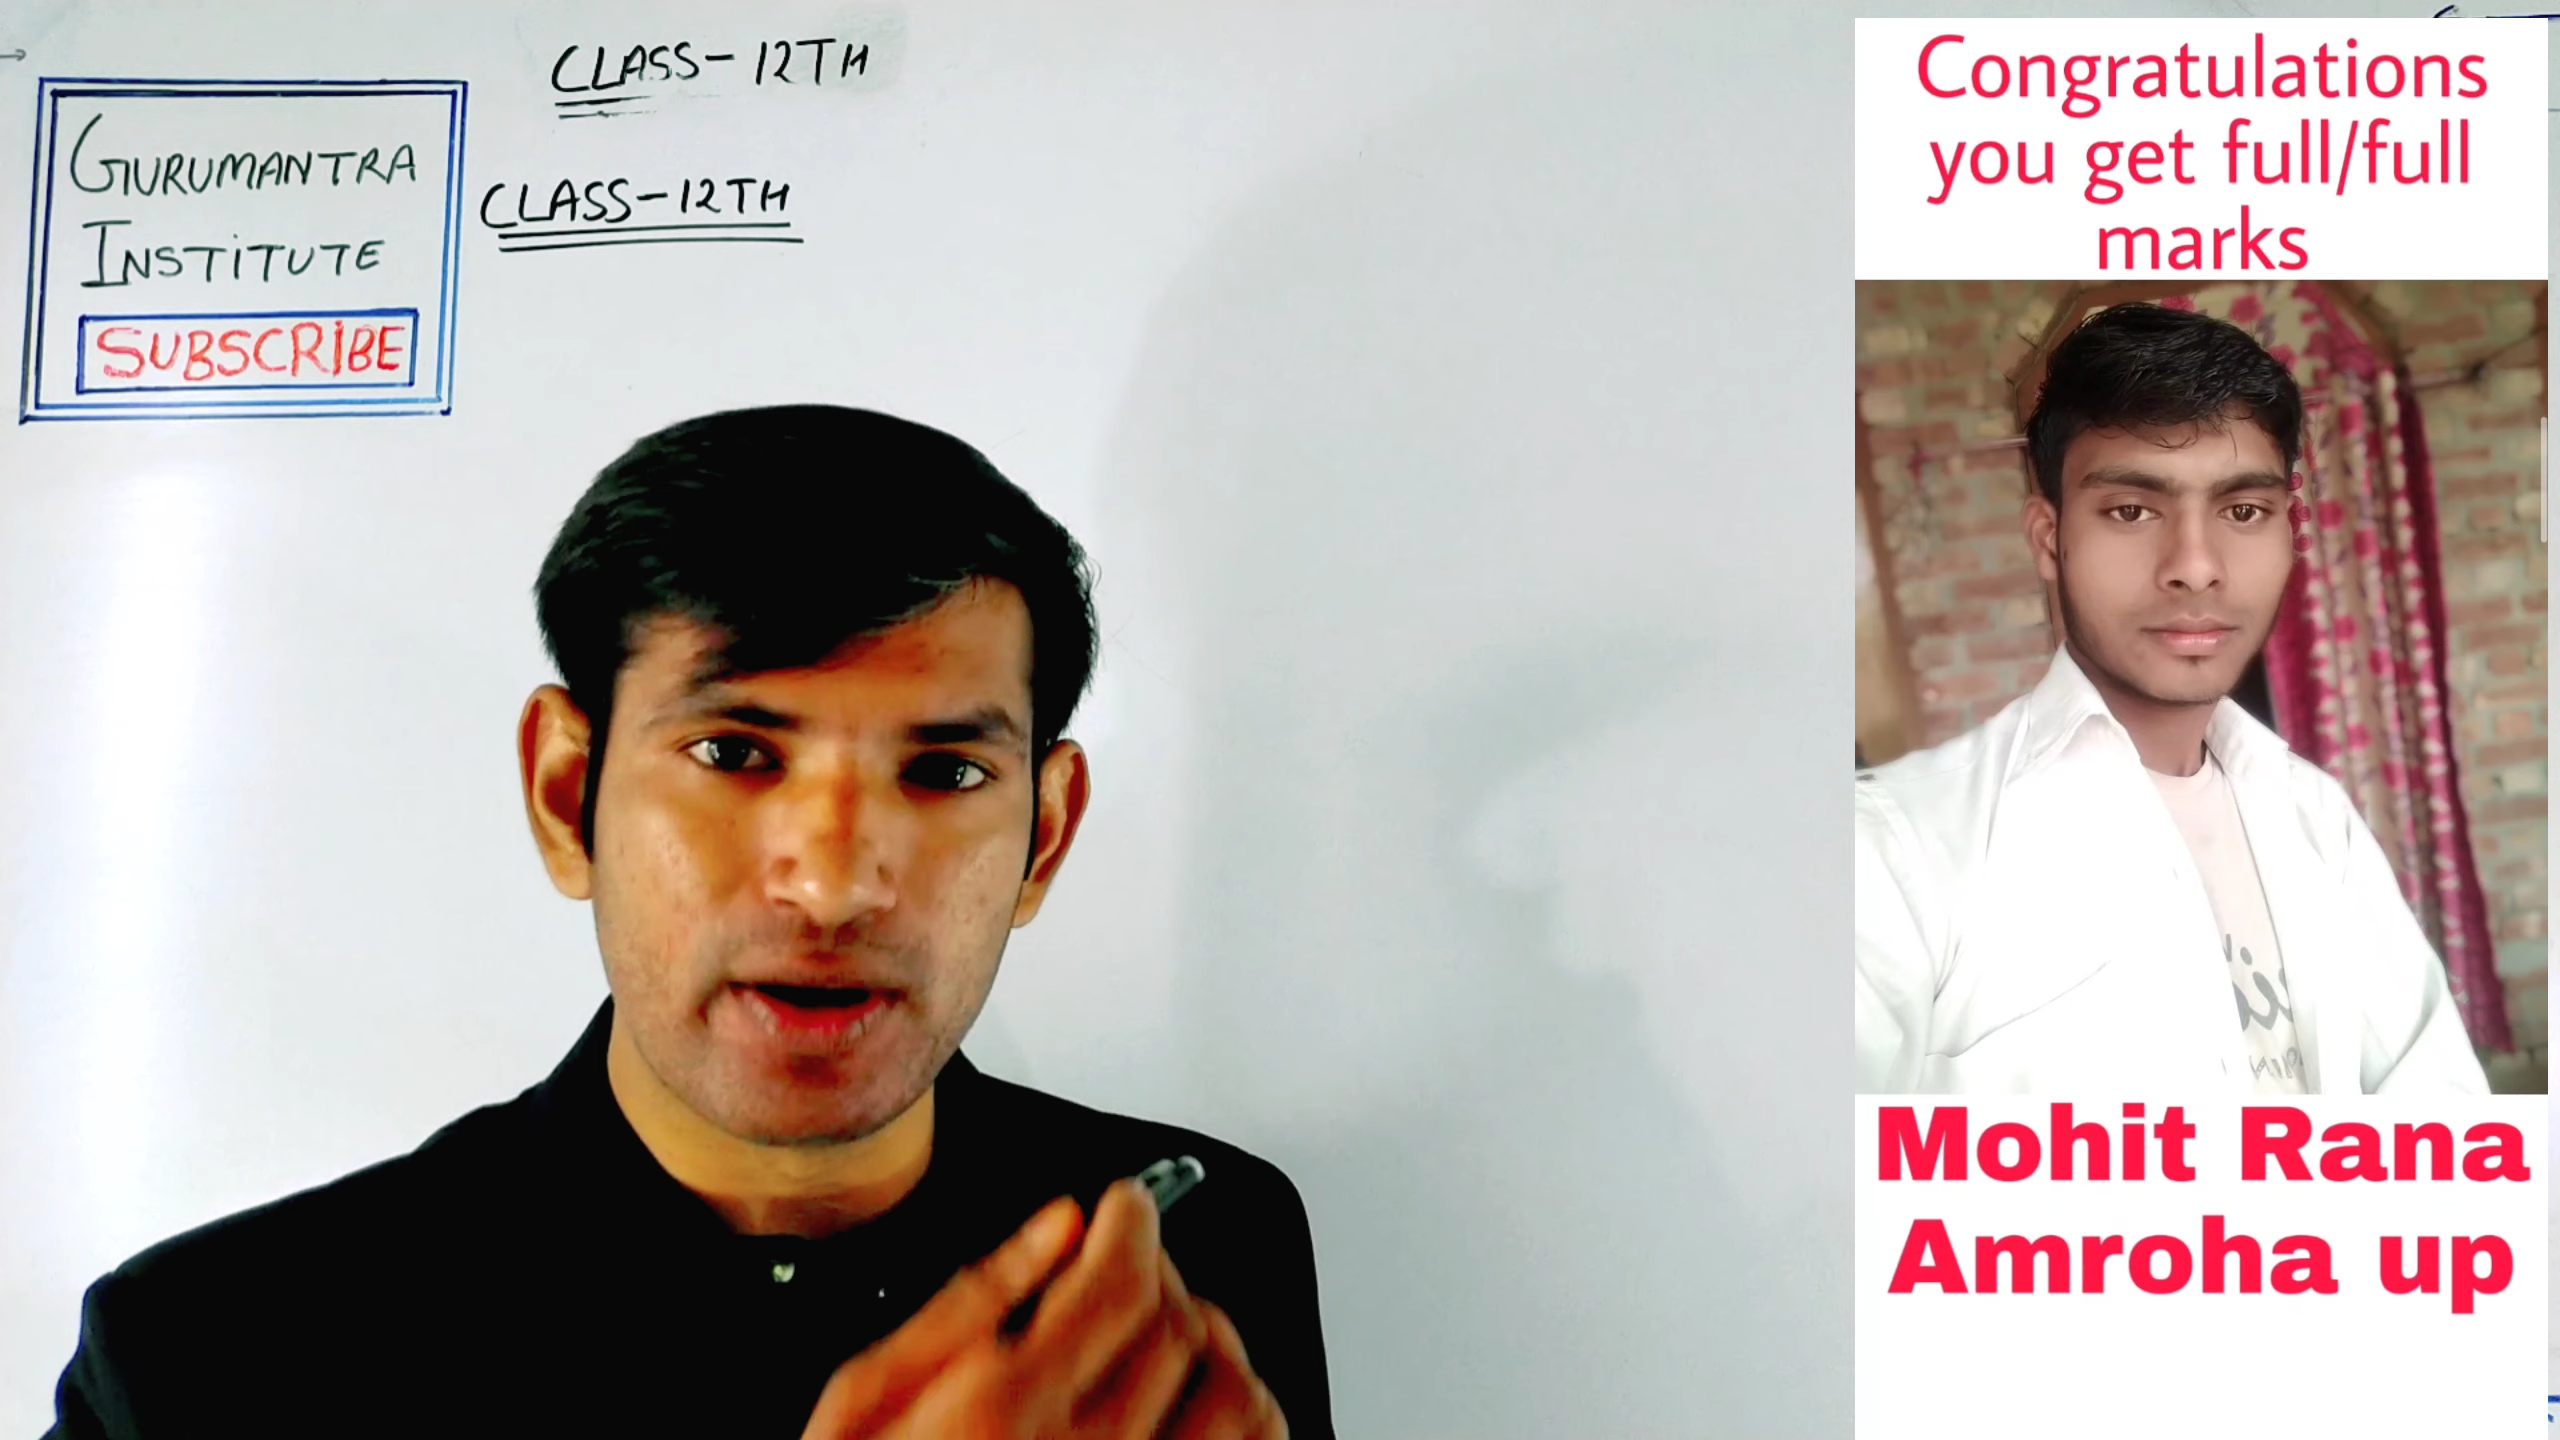 CLASS-12TH
GURUMANTRA
INSTITUTE
SUBSCRIBE
CLASS-12TH
Congratulations
you get full/full
marks
Mohit Rana
Amroha up